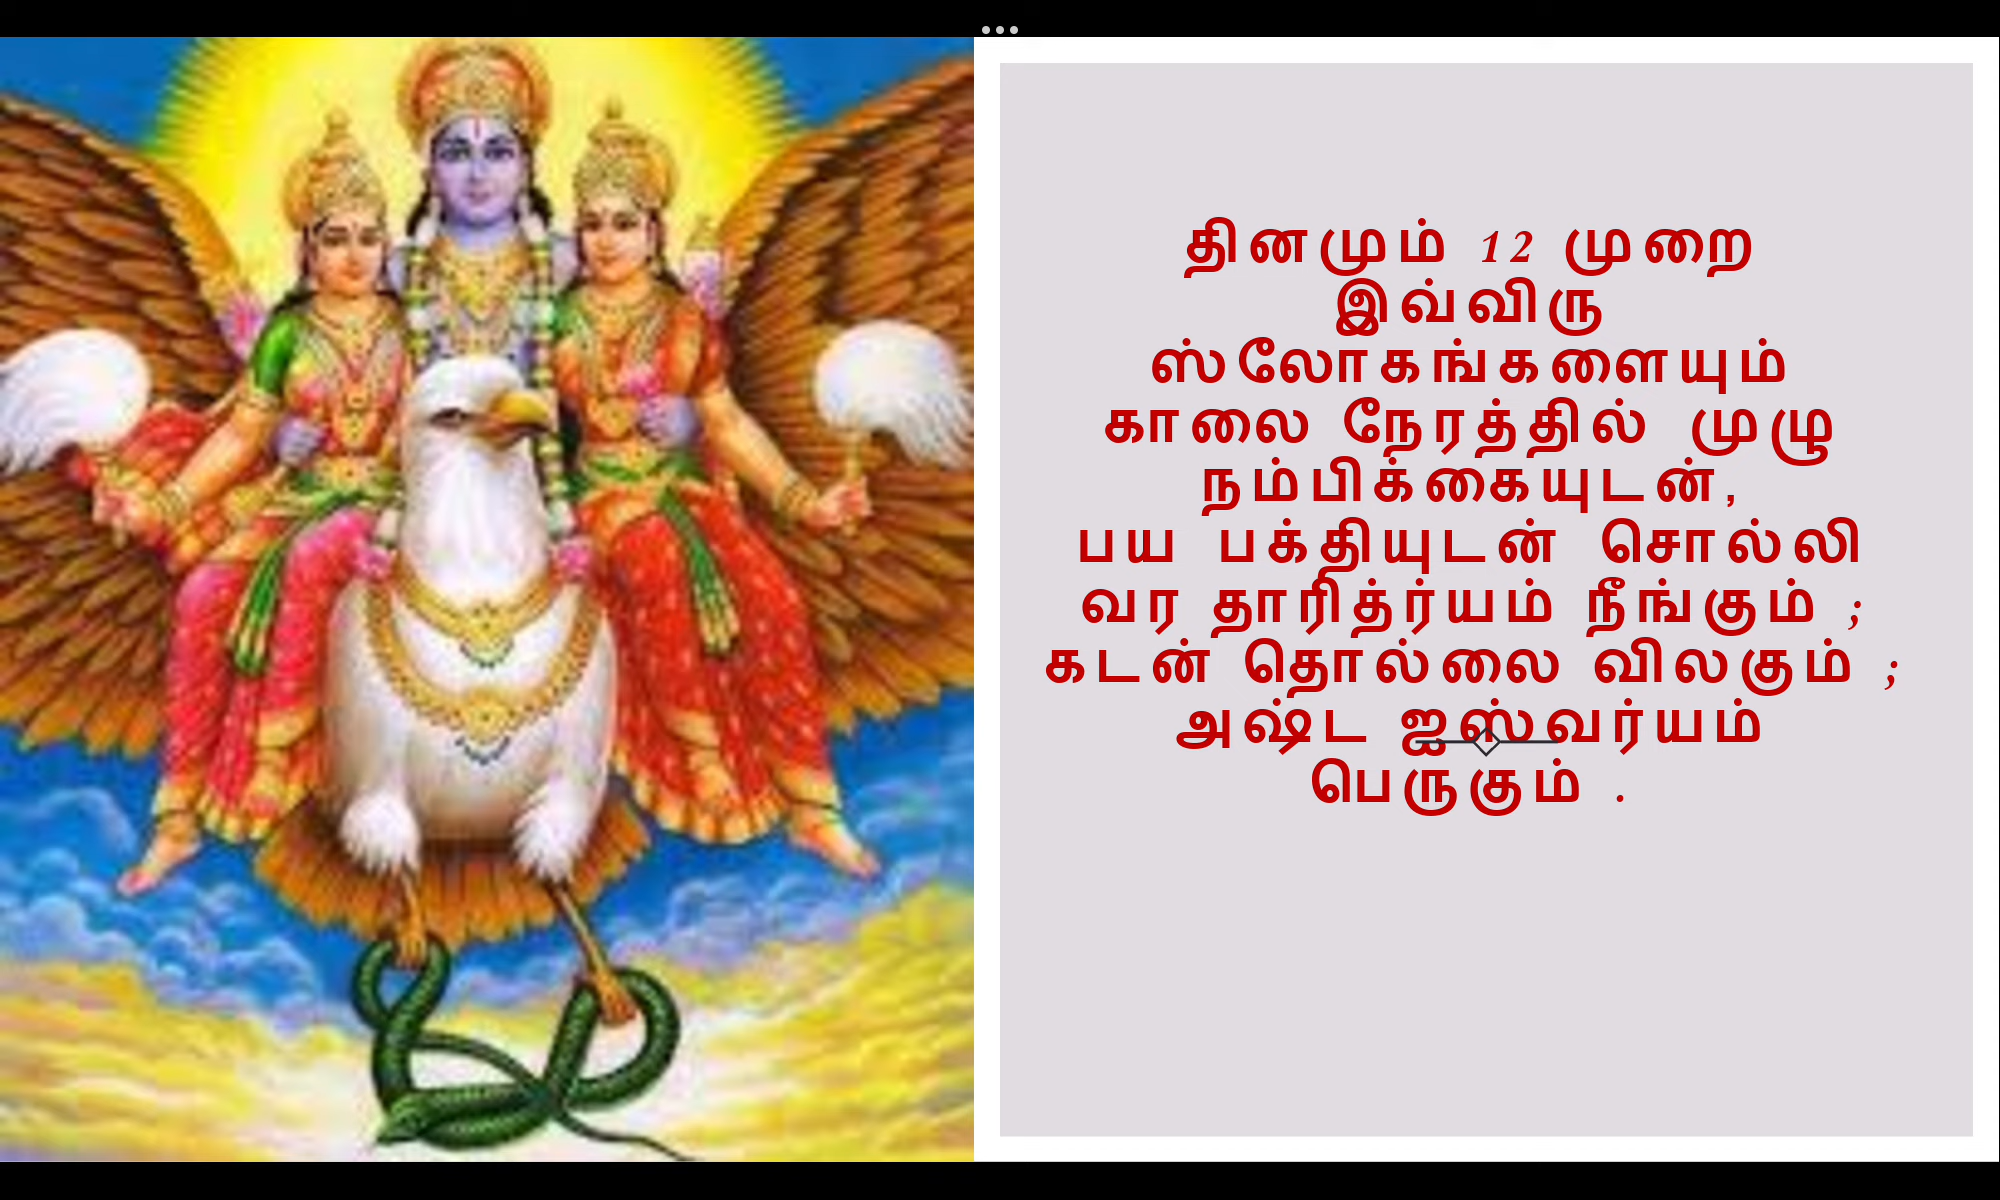 தினமும் 12 முறை
இவ்விரு
ஸ்லோகங்களையும்
காலை நேரத்தில் முழு
நம்பிக்கையுடன்,
பய பக்தியுடன் சொல்லி
வர தாரித்ர்யம் நீங்கும் ;
கடன் தொல்லை விலகும் ;
அஷ்ட ஐஸ்வர்யம்
பெருகும் .